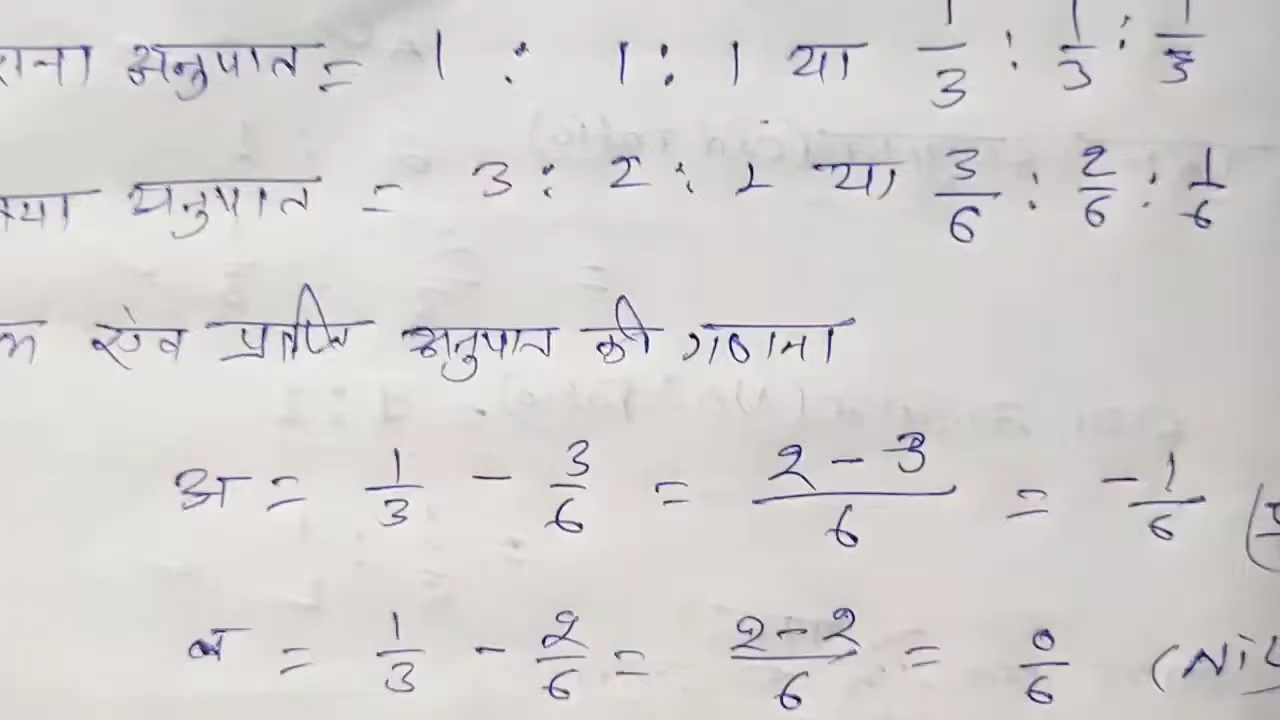 अनुपात = 1 : 1 : 1 या 1/3 : 1/3 : 1/3
अनुपात = 3 : 2 : 1 या 3/6 : 2/6 : 1/6
एंव प्राप्ति अनुपात की गणना
अ = 1/3 - 3/6 = 2-3/6 = -1/6
ब = 1/3 - 2/6 = 2-2/6 = 0/6 (Nil